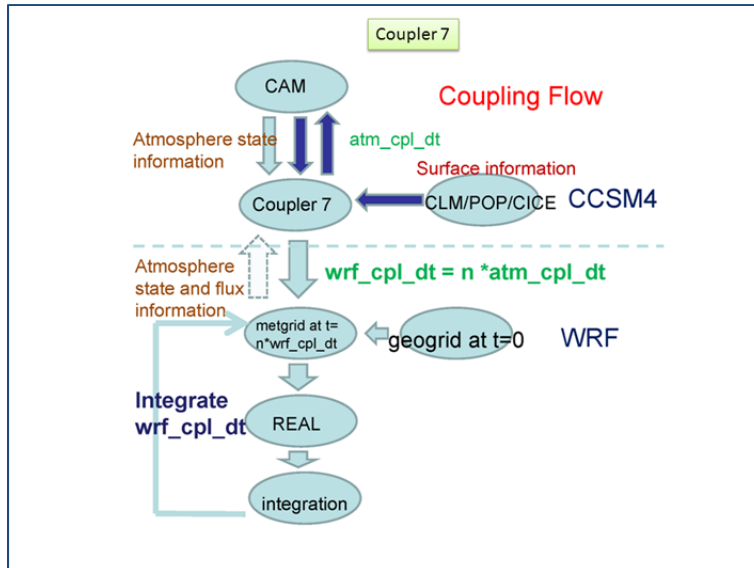 Coupler 7
CAM
Coupling Flow
Atmosphere state
information
atm_cpl_dt
Surface information
Coupler 7
CLM/POP/CICE
CCSM4
Atmosphere
state and flux
information
wrf_cpl_dt = n *atm_cpl_dt
metgrid at t=
n*wrf_cpl_dt
geogrid at t=0
WRF
Integrate
wrf_cpl_dt
REAL
integration